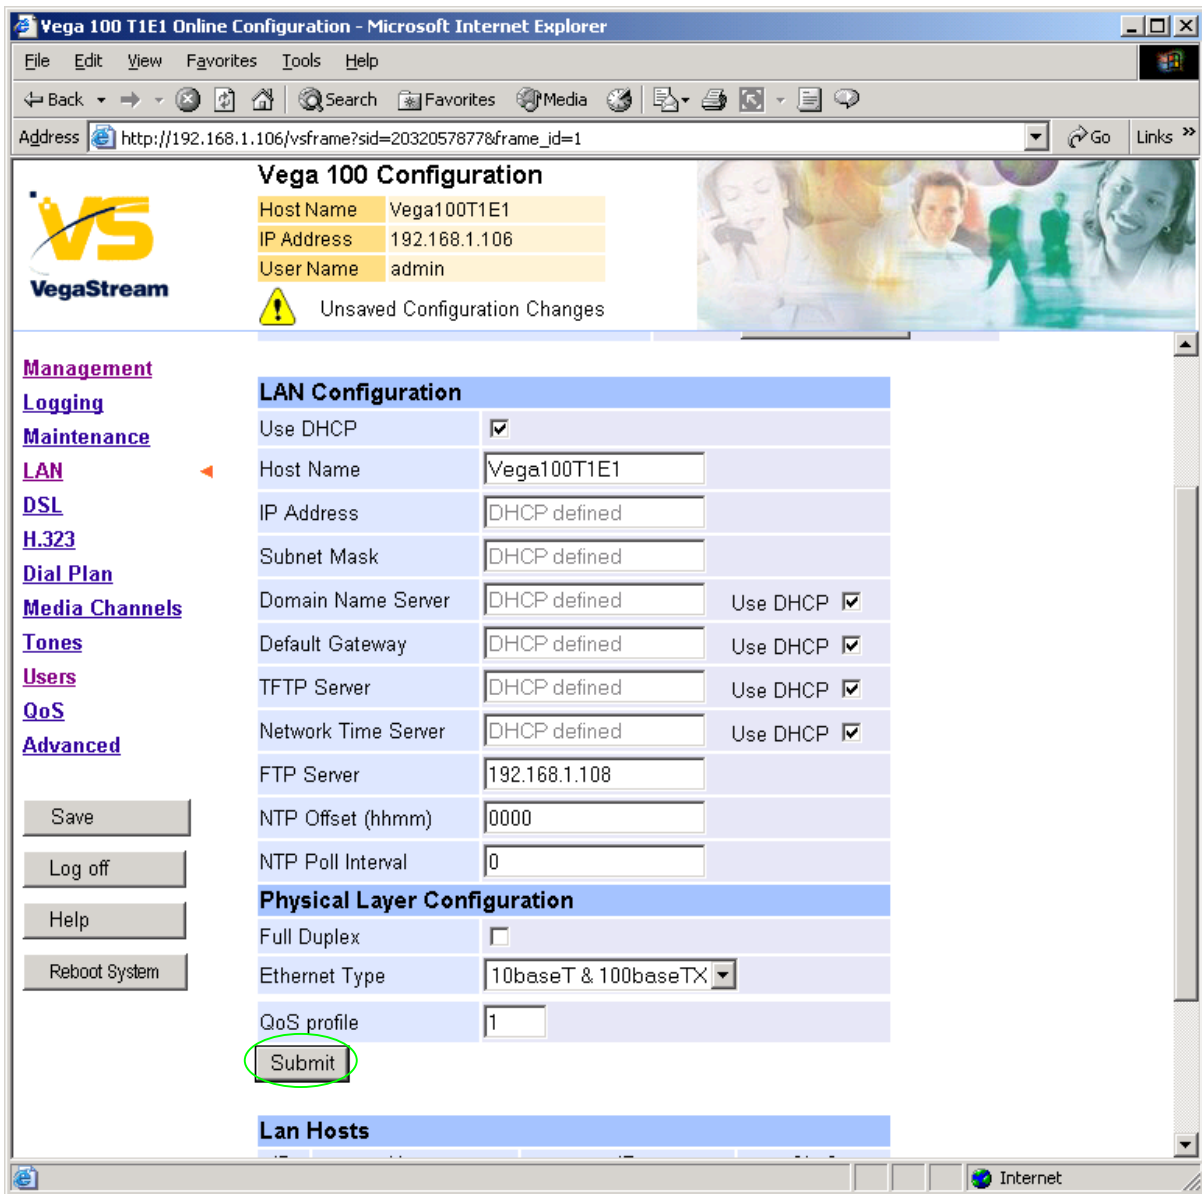 Vega 100 T1E1 Online Configuration - Microsoft Internet Explorer
File Edit View Favorites Tools Help
Back Search Favorites Media
Address http://192.168.1.106/vsframe?sid=2032057877&frame_id=1 Go Links »
VS
VegaStream
Vega 100 Configuration
Host Name Vega100T1E1
IP Address 192.168.1.106
User Name admin
! Unsaved Configuration Changes
Management
Logging
Maintenance
LAN
DSL
H.323
Dial Plan
Media Channels
Tones
Users
QoS
Advanced
Save
Log off
Help
Reboot System
LAN Configuration
Use DHCP
Host Name Vega100T1E1
IP Address DHCP defined
Subnet Mask DHCP defined
Domain Name Server DHCP defined Use DHCP
Default Gateway DHCP defined Use DHCP
TFTP Server DHCP defined Use DHCP
Network Time Server DHCP defined Use DHCP
FTP Server 192.168.1.108
NTP Offset (hhmm) 0000
NTP Poll Interval 0
Physical Layer Configuration
Full Duplex
Ethernet Type 10baseT & 100baseTX
QoS profile 1
Submit
Lan Hosts
Internet